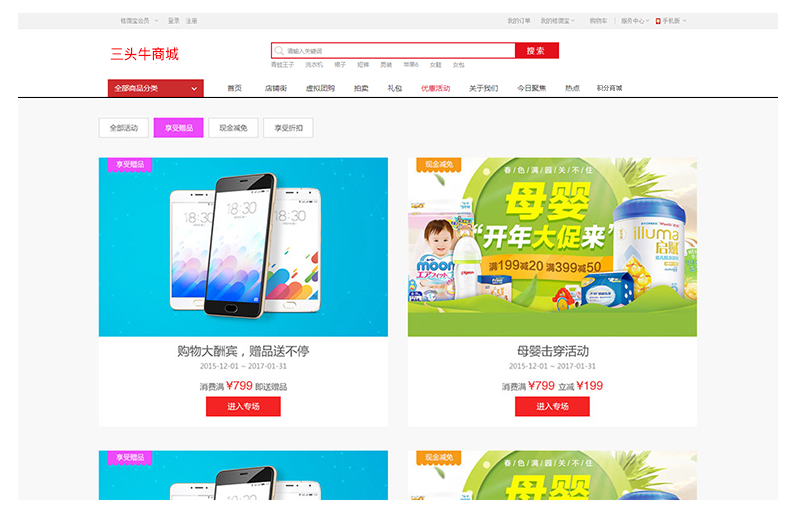 登录 注册 我的订单 购物车 服务中心 手机版
三头牛商城
请输入关键词 搜索
青蛙王子 洗衣机 裙子 短裤 男装 苹果6 女鞋 女包
全部商品分类 首页 店铺街 虚拟团购 拍卖 礼包 优惠活动 关于我们 今日聚焦 热点 积分商城
全部活动 享受赠品 现金减免 享受折扣
享受赠品
18:30 18:30 18:30
购物大酬宾，赠品送不停
2015-12-01 ~ 2017-01-31
消费满 ¥799 即送赠品
进入专场
现金减免
春/色/满/园/关/不/住
母婴
“开年大促来”
满199减20 满399减50
moony
illuma
启赋
母婴击穿活动
2015-12-01 ~ 2017-01-31
消费满 ¥799 立减 ¥199
进入专场
享受赠品
现金减免
春/色/满/园/关/不/住
母婴